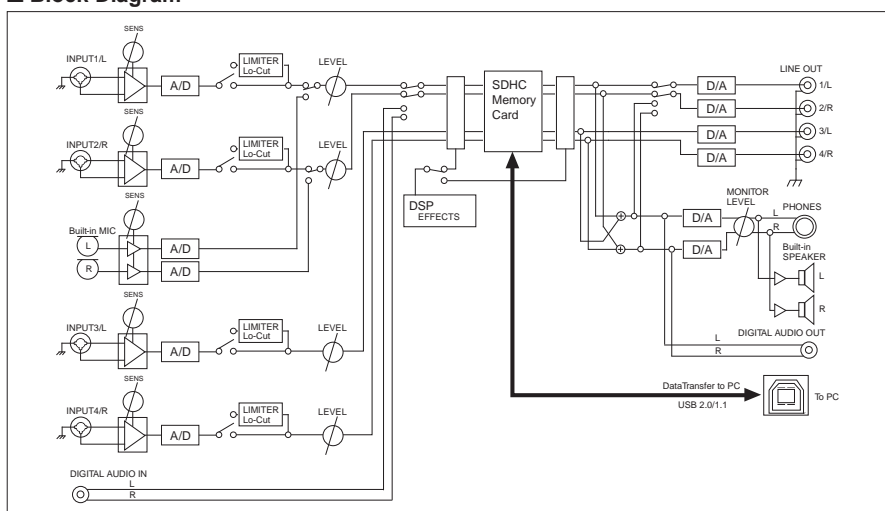 ■ Block Diagram
SENS
INPUT1/L
A/D
LIMITER
Lo-Cut
LEVEL
INPUT2/R
SENS
A/D
LIMITER
Lo-Cut
LEVEL
SENS
Built-in MIC
L
R
A/D
A/D
SENS
INPUT3/L
A/D
LIMITER
Lo-Cut
LEVEL
SENS
INPUT4/R
A/D
LIMITER
Lo-Cut
LEVEL
DIGITAL AUDIO IN
L
R
SDHC
Memory
Card
DSP
EFFECTS
D/A
D/A
D/A
D/A
LINE OUT
1/L
2/R
3/L
4/R
D/A
D/A
MONITOR
LEVEL
L
R
PHONES
Built-in
SPEAKER
L
R
DIGITAL AUDIO OUT
L
R
DataTransfer to PC
USB 2.0/1.1
To PC